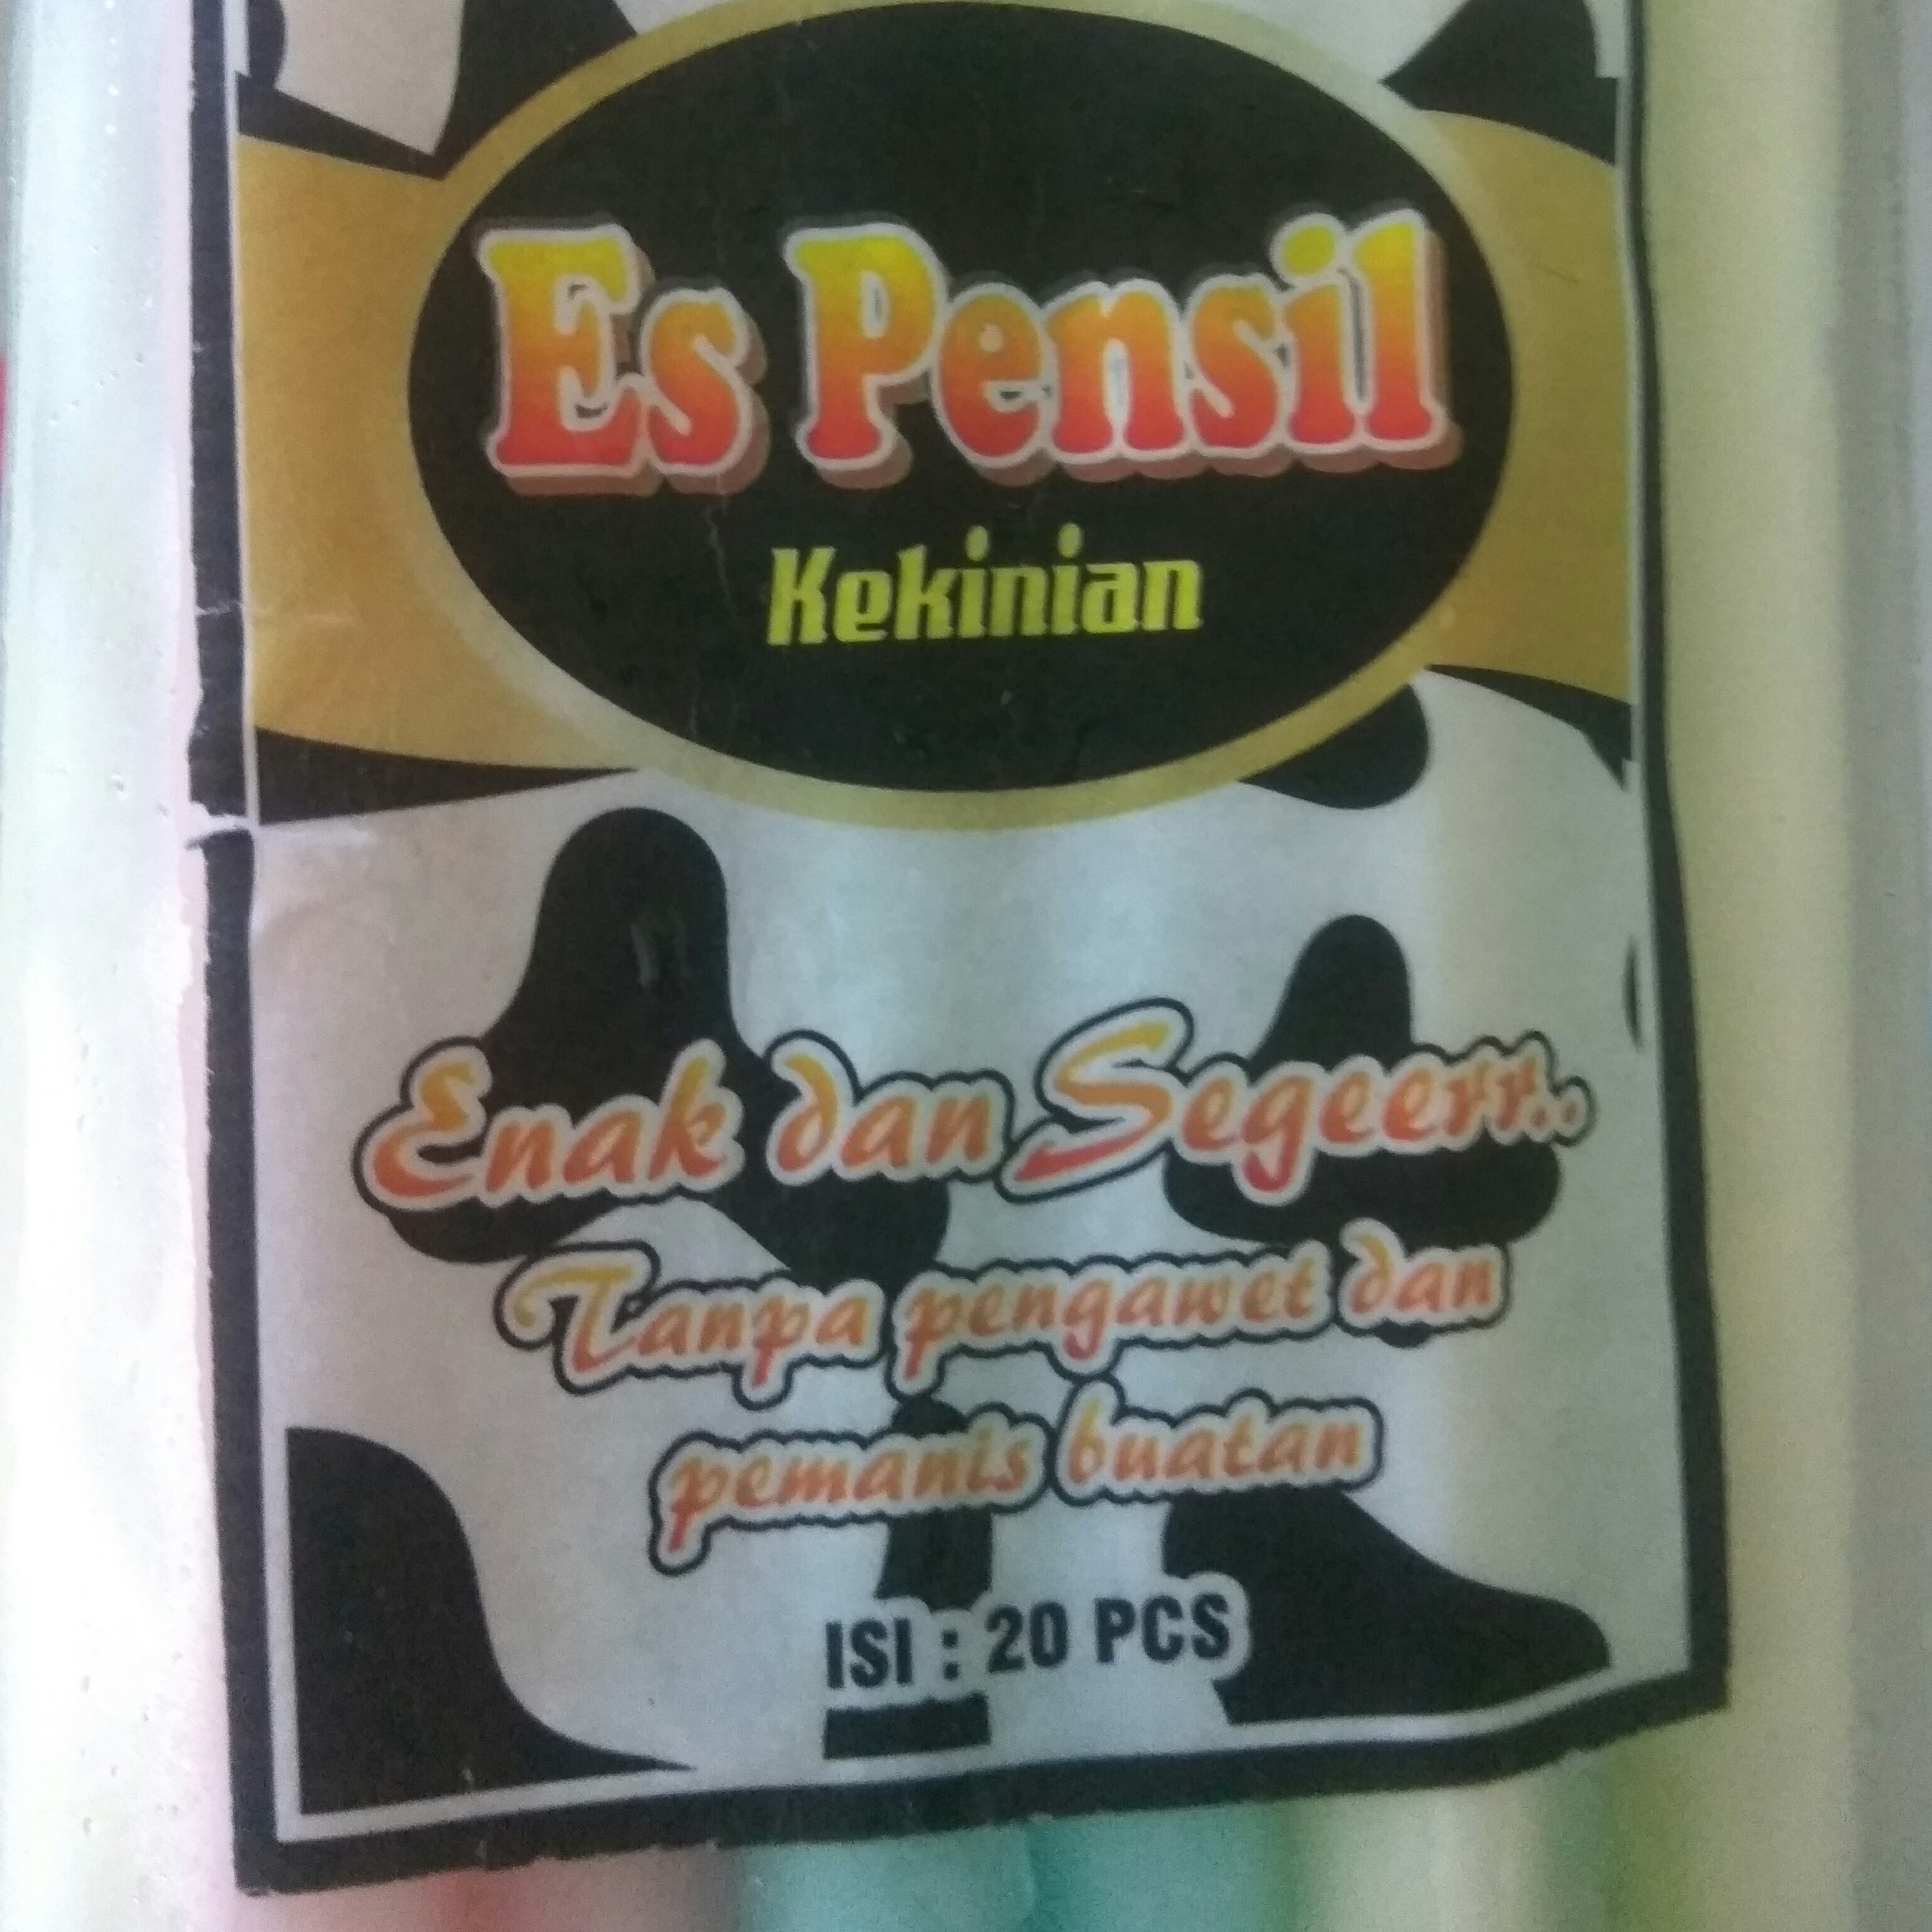 Es Pensil
Kekinian
Enak dan Segeerr..
Tanpa pengawet dan
pemanis buatan
ISI : 20 PCS